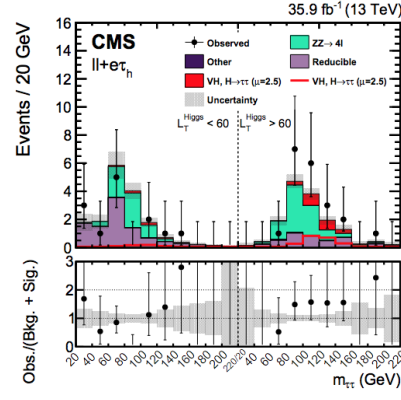 35.9 fb⁻¹ (13 TeV)
CMS
ll+eτₕ
Observed
ZZ→ 4l
Other
Reducible
VH, H→ττ (μ=2.5)
VH, H→ττ (μ=2.5)
Uncertainty
L_T^Higgs < 60
L_T^Higgs > 60
Events / 20 GeV
16
14
12
10
8
6
4
2
0
Obs./(Bkg. + Sig.)
3
2
1
0
20 40 60 80 100 120 140 160 180 200 220/20 40 60 80 100 120 140 160 180 200 220
m_ττ (GeV)